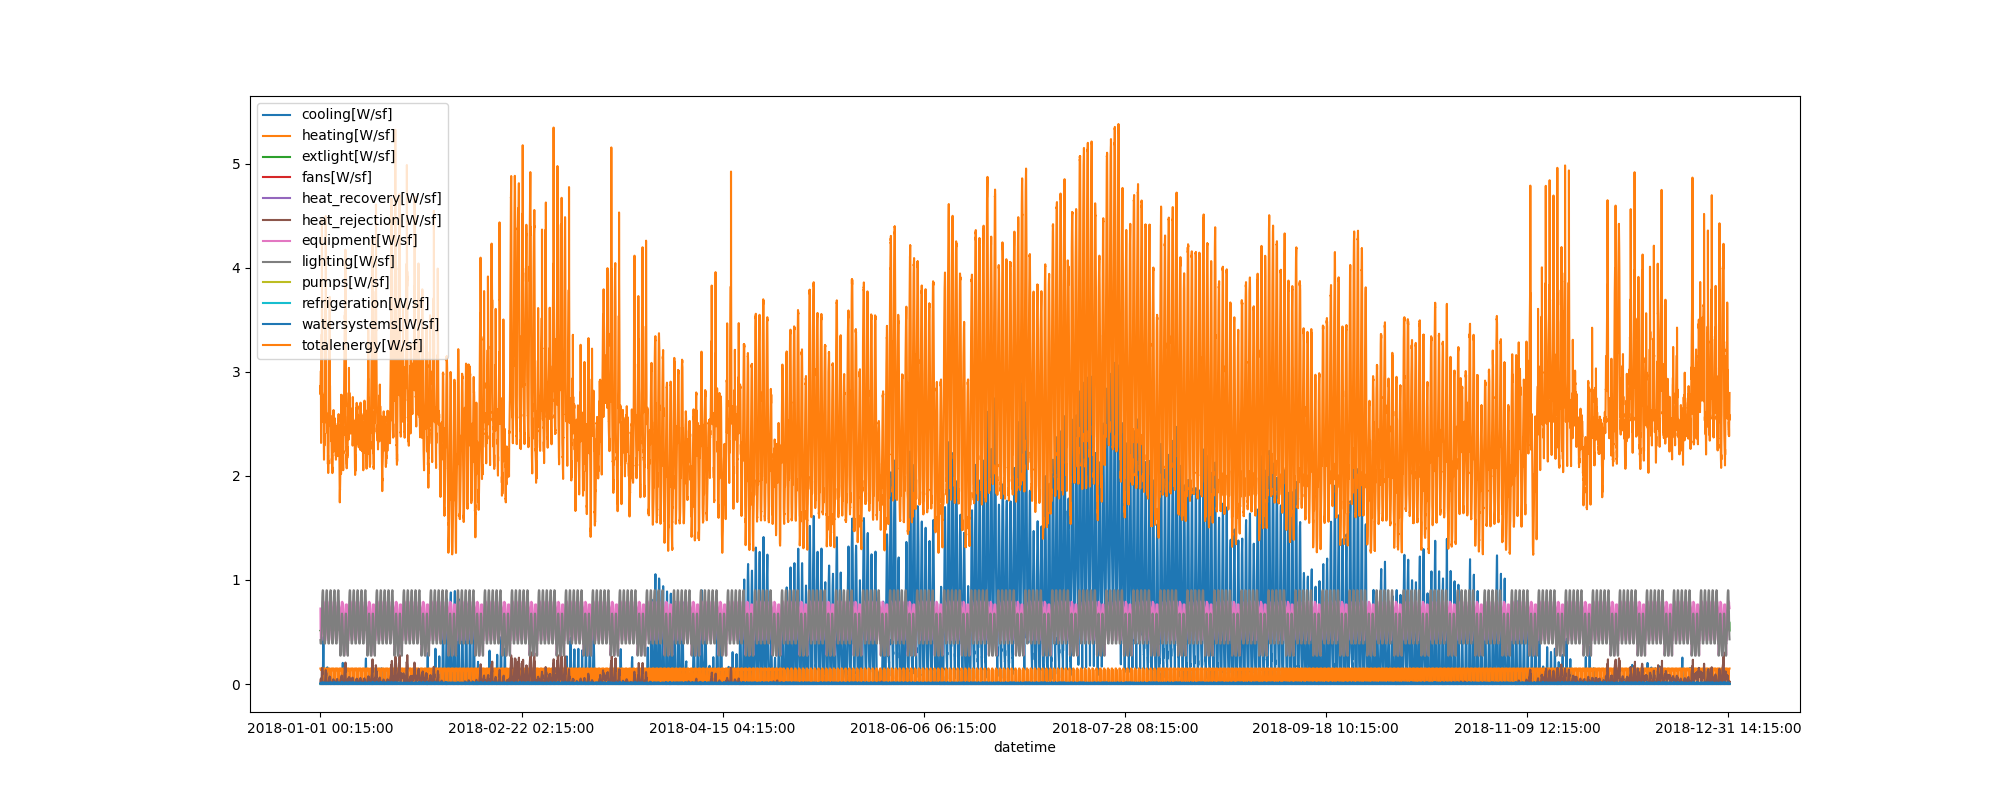 cooling[W/sf]
heating[W/sf]
extlight[W/sf]
fans[W/sf]
heat_recovery[W/sf]
heat_rejection[W/sf]
equipment[W/sf]
lighting[W/sf]
pumps[W/sf]
refrigeration[W/sf]
watersystems[W/sf]
totalenergy[W/sf]
5
4
3
2
1
0
2018-01-01 00:15:00 2018-02-22 02:15:00 2018-04-15 04:15:00 2018-06-06 06:15:00 2018-07-28 08:15:00 2018-09-18 10:15:00 2018-11-09 12:15:00 2018-12-31 14:15:00
datetime